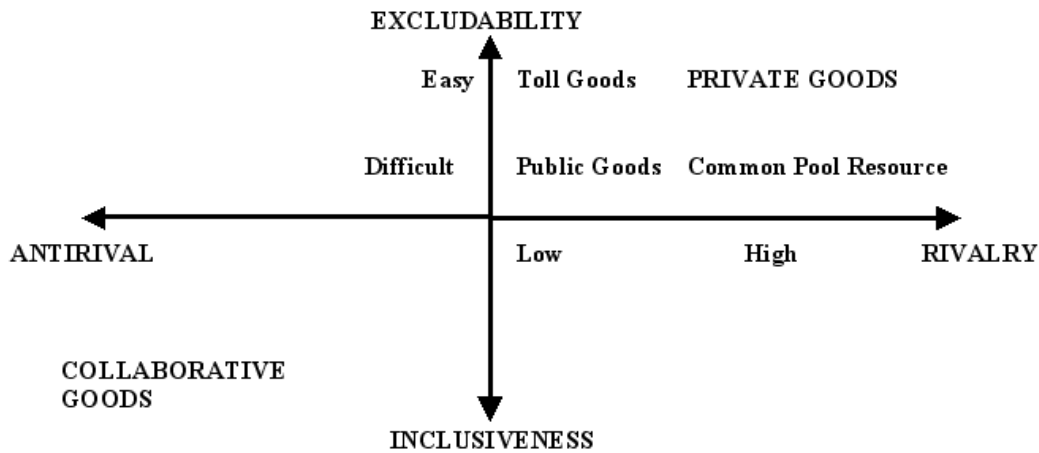 EXCLUDABILITY
Easy Toll Goods PRIVATE GOODS
Difficult Public Goods Common Pool Resource
ANTIRIVAL Low High RIVALRY
COLLABORATIVE
GOODS
INCLUSIVENESS